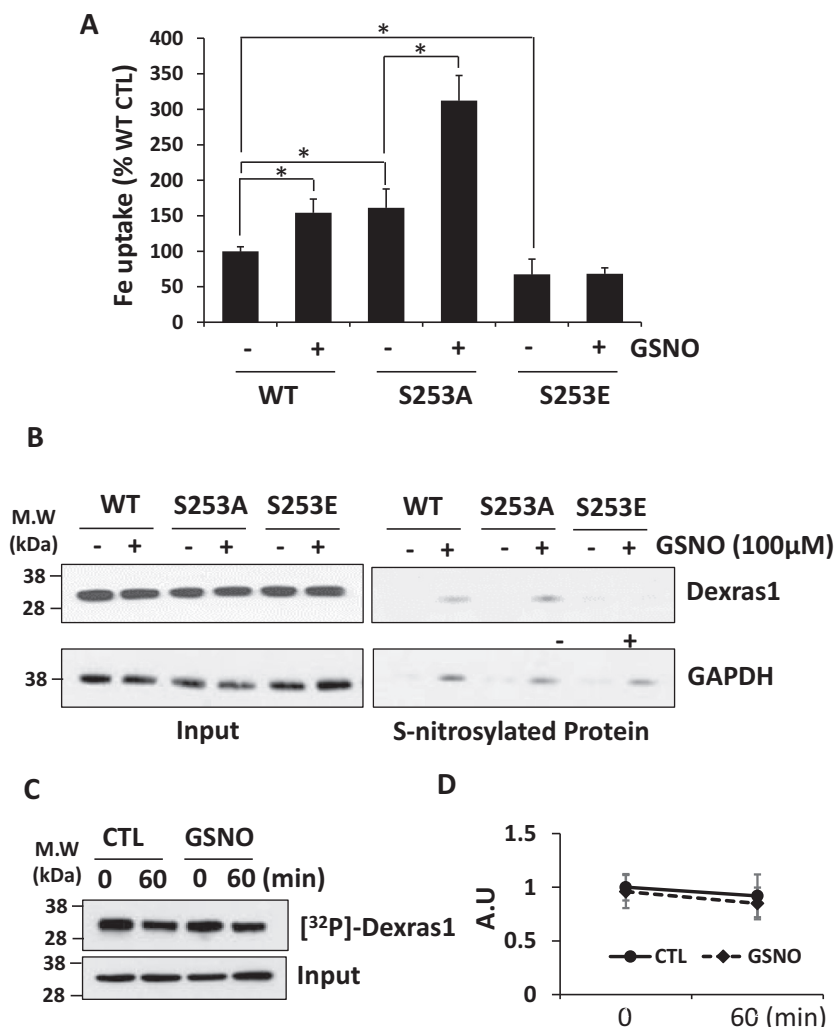 A
Fe uptake (% WT CTL)
400
350
300
250
200
150
100
50
0
*
*
*
*
- + - + - + GSNO
WT S253A S253E
B
M.W
(kDa)
WT S253A S253E WT S253A S253E
- + - + - + - + - + - + GSNO (100μM)
38
28
Dexras1
- +
38
GAPDH
Input S-nitrosylated Protein
C
M.W
(kDa)
CTL GSNO
0 60 0 60 (min)
38
28
[³²P]-Dexras1
38
28
Input
D
A.U
1.5
1
0.5
0
CTL GSNO
0 60 (min)